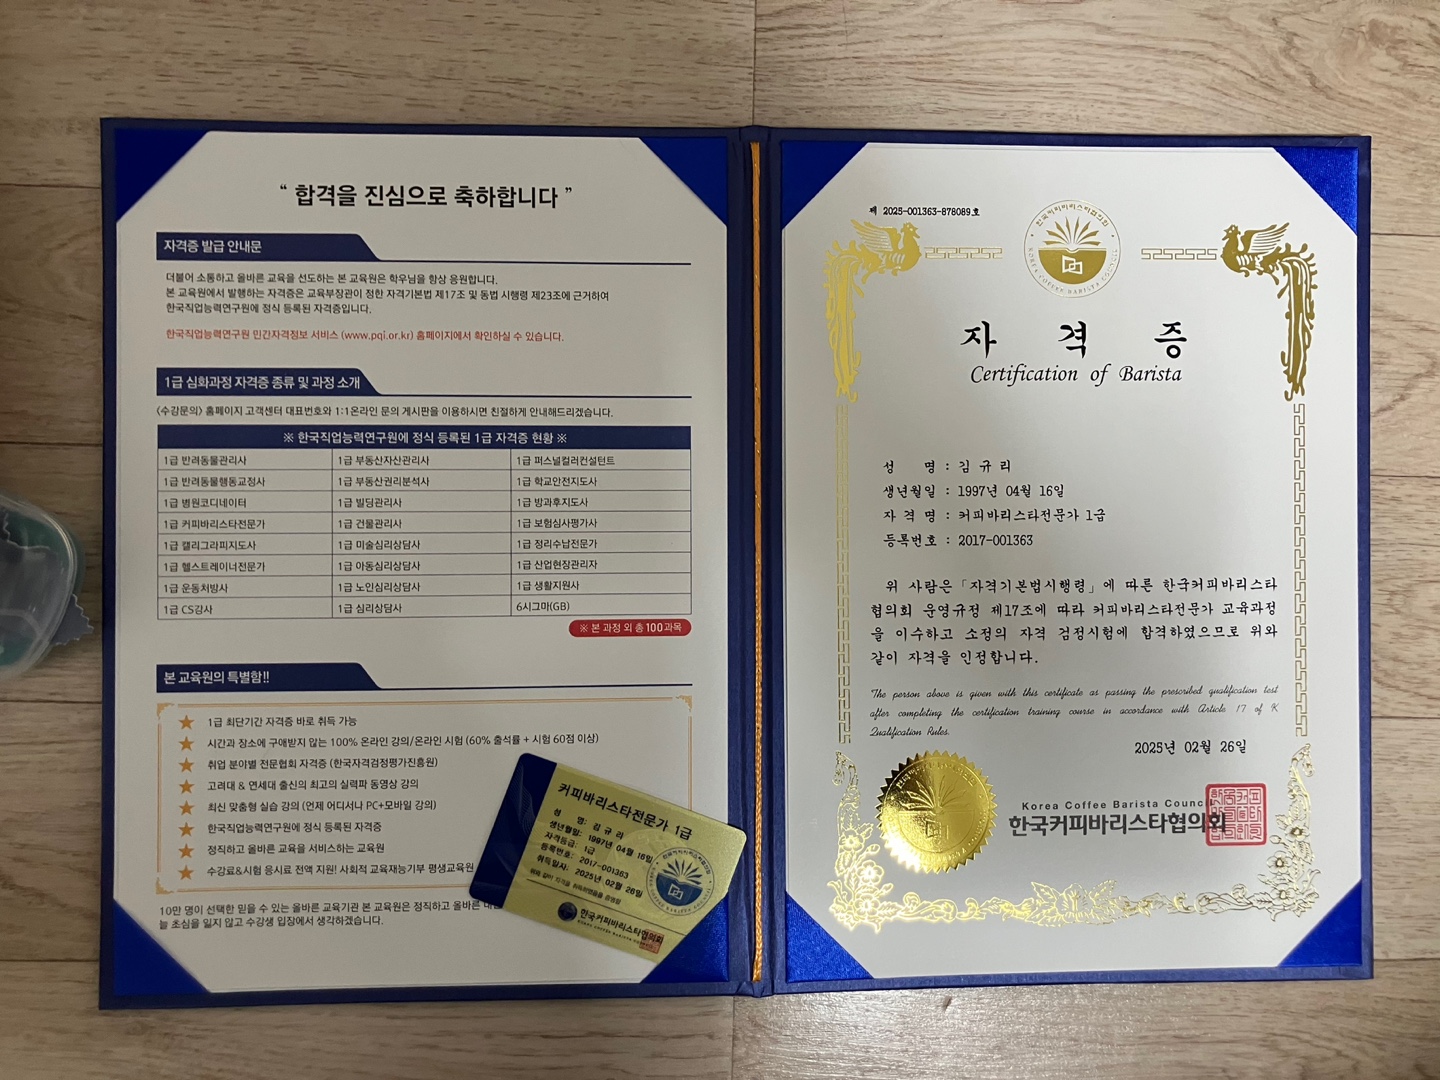 “ 합격을 진심으로 축하합니다 ”
자격증 발급 안내문
더불어 소통하고 올바른 교육을 선도하는 본 교육원은 학우님을 항상 응원합니다.
본 교육원에서 발행하는 자격증은 교육부장관이 정한 자격기본법 제17조 및 동법 시행령 제23조에 근거하여
한국직업능력연구원에 정식 등록된 자격증입니다.
한국직업능력연구원 민간자격정보 서비스 (www.pqi.or.kr) 홈페이지에서 확인하실 수 있습니다.
1급 심화과정 자격증 종류 및 과정 소개
<수강문의> 홈페이지 고객센터 대표번호와 1:1온라인 문의 게시판을 이용하시면 친절하게 안내해드리겠습니다.
※ 한국직업능력연구원에 정식 등록된 1급 자격증 현황 ※
1급 반려동물관리사 1급 부동산자산관리사 1급 퍼스널컬러컨설턴트
1급 반려동물행동교정사 1급 부동산권리분석사 1급 학교안전지도사
1급 병원코디네이터 1급 빌딩관리사 1급 방과후지도사
1급 커피바리스타전문가 1급 건물관리사 1급 보험심사평가사
1급 캘리그라피지도사 1급 미술심리상담사 1급 정리수납전문가
1급 헬스트레이너전문가 1급 아동심리상담사 1급 산업현장관리자
1급 운동처방사 1급 노인심리상담사 1급 생활지원사
1급 CS강사 1급 심리상담사 6시그마(GB)
※ 본 과정 외 총 100과목
본 교육원의 특별함!!
★ 1급 최단기간 자격증 바로 취득 가능
★ 시간과 장소에 구애받지 않는 100% 온라인 강의/온라인 시험 (60% 출석률 + 시험 60점 이상)
★ 취업 분야별 전문협회 자격증 (한국자격검정평가진흥원)
★ 고려대 & 연세대 출신의 최고의 실력파 동영상 강의
★ 최신 맞춤형 실습 강의 (언제 어디서나 PC+모바일 강의)
★ 한국직업능력연구원에 정식 등록된 자격증
★ 정직하고 올바른 교육을 서비스하는 교육원
★ 수강료&시험 응시료 전액 지원! 사회적 교육재능기부 평생교육원
10만 명이 선택한 믿을 수 있는 올바른 교육기관 본 교육원은 정직하고 올바른
늘 초심을 잃지 않고 수강생 입장에서 생각하겠습니다.
커피바리스타전문가 1급
성 명: 김 규 리
생년월일: 1997년 04월 16일
자격등급: 1급
등록번호: 2017-001363
취득일자: 2025년 02월 26일
위와 같이 자격을 취득하였음을 증명함
한국커피바리스타협의회
KOREA COFFEE BARISTA COUNCIL
제 2025-001363-878089호
한국커피바리스타협의회
KOREA COFFEE BARISTA COUNCIL
자 격 증
Certification of Barista
성 명 : 김 규 리
생년월일 : 1997년 04월 16일
자 격 명 : 커피바리스타전문가 1급
등록번호 : 2017-001363
위 사람은「자격기본법시행령」에 따른 한국커피바리스타
협의회 운영규정 제17조에 따라 커피바리스타전문가 교육과정
을 이수하고 소정의 자격 검정시험에 합격하였으므로 위와
같이 자격을 인정합니다.
The person above is given with this certificate as passing the prescribed qualification test
after completing the certification training course in accordance with Article 17 of K
Qualification Rules.
2025년 02월 26일
Korea Coffee Barista Council
한국커피바리스타협의회